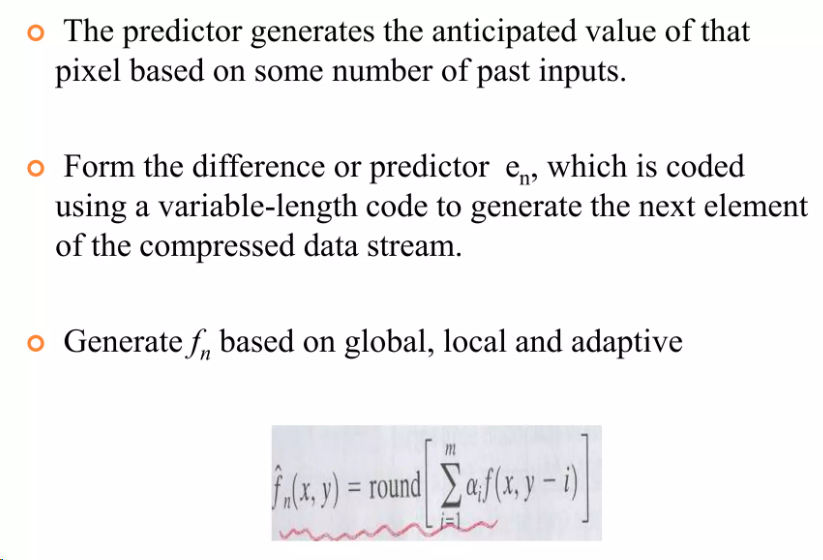 The predictor generates the anticipated value of that
pixel based on some number of past inputs.
Form the difference or predictor eₙ, which is coded
using a variable-length code to generate the next element
of the compressed data stream.
Generate fₙ based on global, local and adaptive
f̂ₙ(x, y) = round[∑ᵢ₌₁ᵐ αᵢf(x, y − i)]